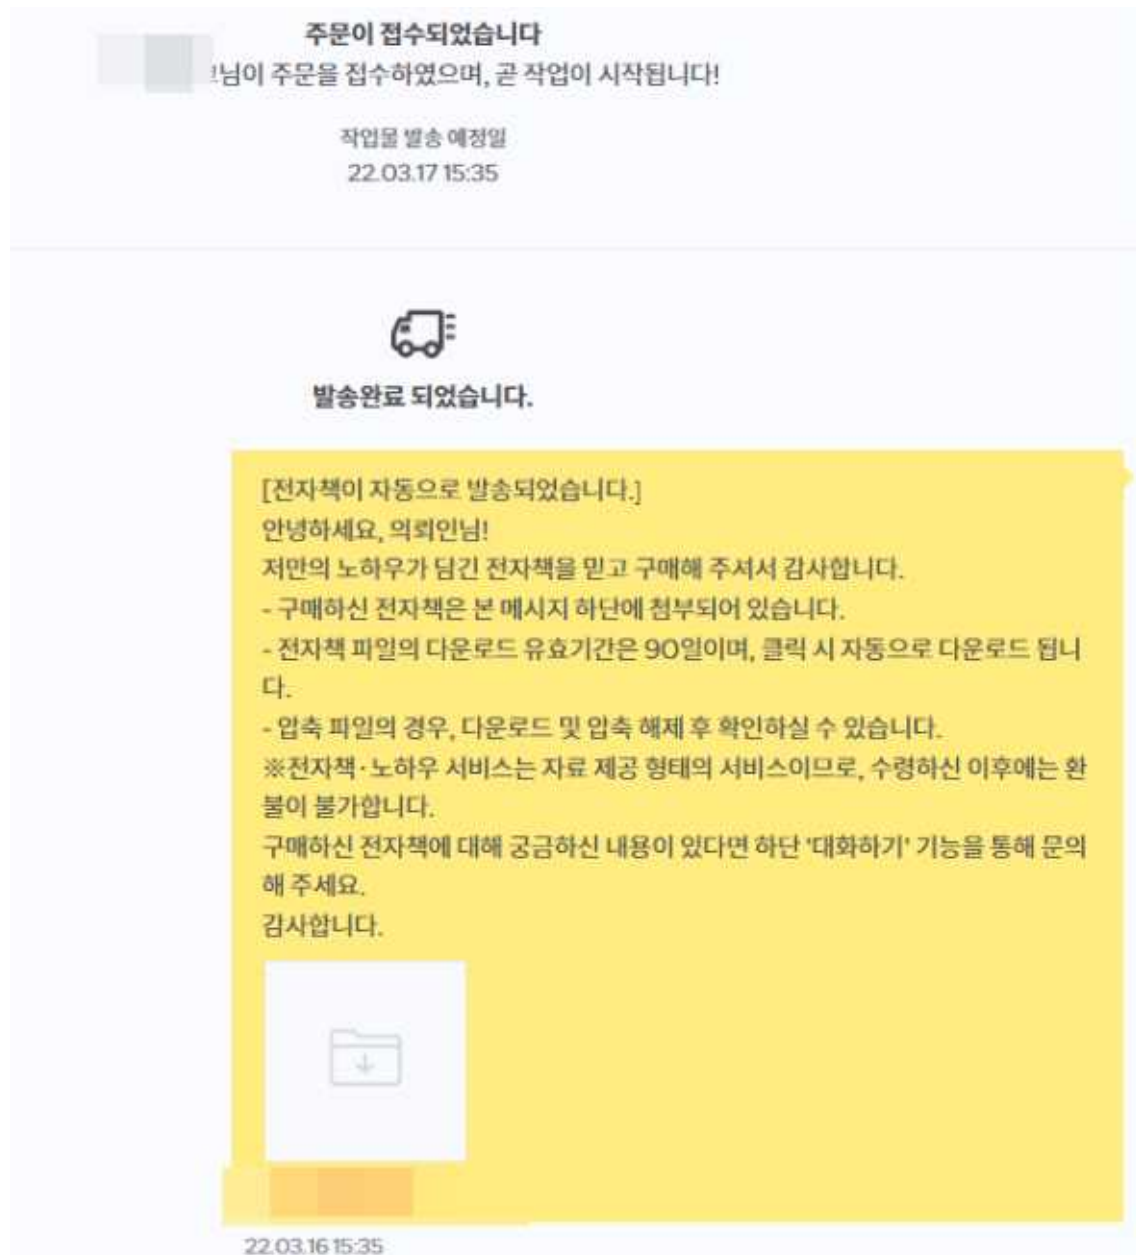 주문이 접수되었습니다
님이 주문을 접수하였으며, 곧 작업이 시작됩니다!
작업물 발송 예정일
22.03.17 15:35
발송완료 되었습니다.
[전자책이 자동으로 발송되었습니다.]
안녕하세요, 의뢰인님!
저만의 노하우가 담긴 전자책을 믿고 구매해 주셔서 감사합니다.
- 구매하신 전자책은 본 메시지 하단에 첨부되어 있습니다.
- 전자책 파일의 다운로드 유효기간은 90일이며, 클릭 시 자동으로 다운로드 됩니
다.
- 압축 파일의 경우, 다운로드 및 압축 해제 후 확인하실 수 있습니다.
※전자책·노하우 서비스는 자료 제공 형태의 서비스이므로, 수령하신 이후에는 환
불이 불가합니다.
구매하신 전자책에 대해 궁금하신 내용이 있다면 하단 '대화하기' 기능을 통해 문의
해 주세요.
감사합니다.
22.03.16 15:35